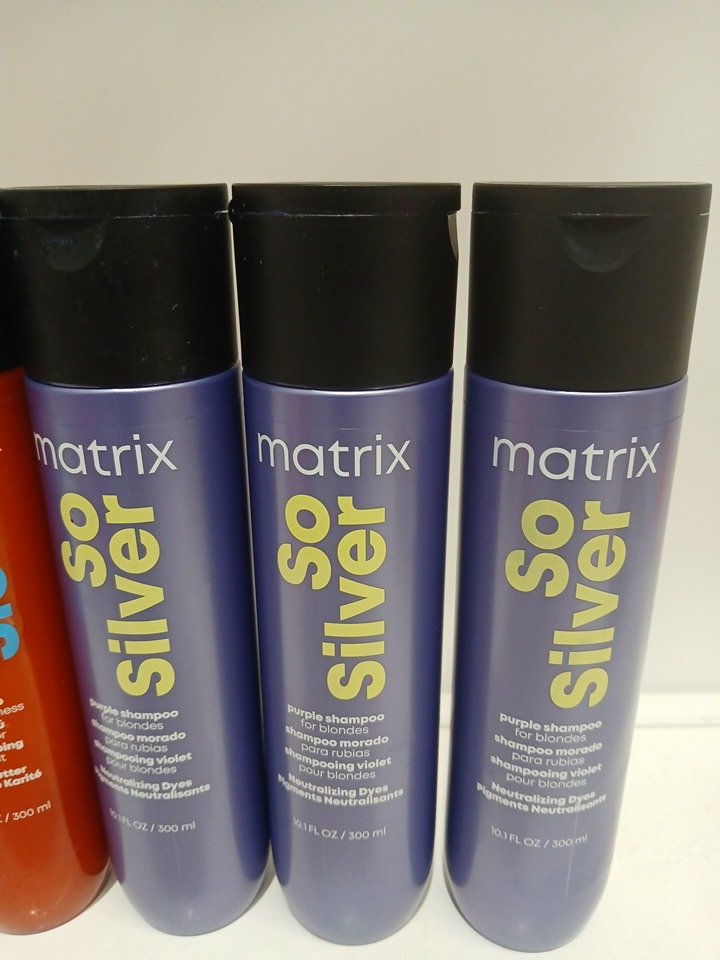 matrix
so
silver
purple shampoo
for blondes
shampoo morado
para rubias
shampooing violet
pour blondes
Neutralizing Dyes
Pigments Neutralisants
10.1 FL OZ / 300 ml
matrix
so
silver
purple shampoo
for blondes
shampoo morado
para rubias
shampooing violet
pour blondes
Neutralizing Dyes
Pigments Neutralisants
10.1 FL OZ / 300 ml
matrix
so
silver
purple shampoo
for blondes
shampoo morado
para rubias
shampooing violet
pour blondes
Neutralizing Dyes
Pigments Neutralisants
10.1 FL OZ / 300 ml
Karité
/ 300 ml